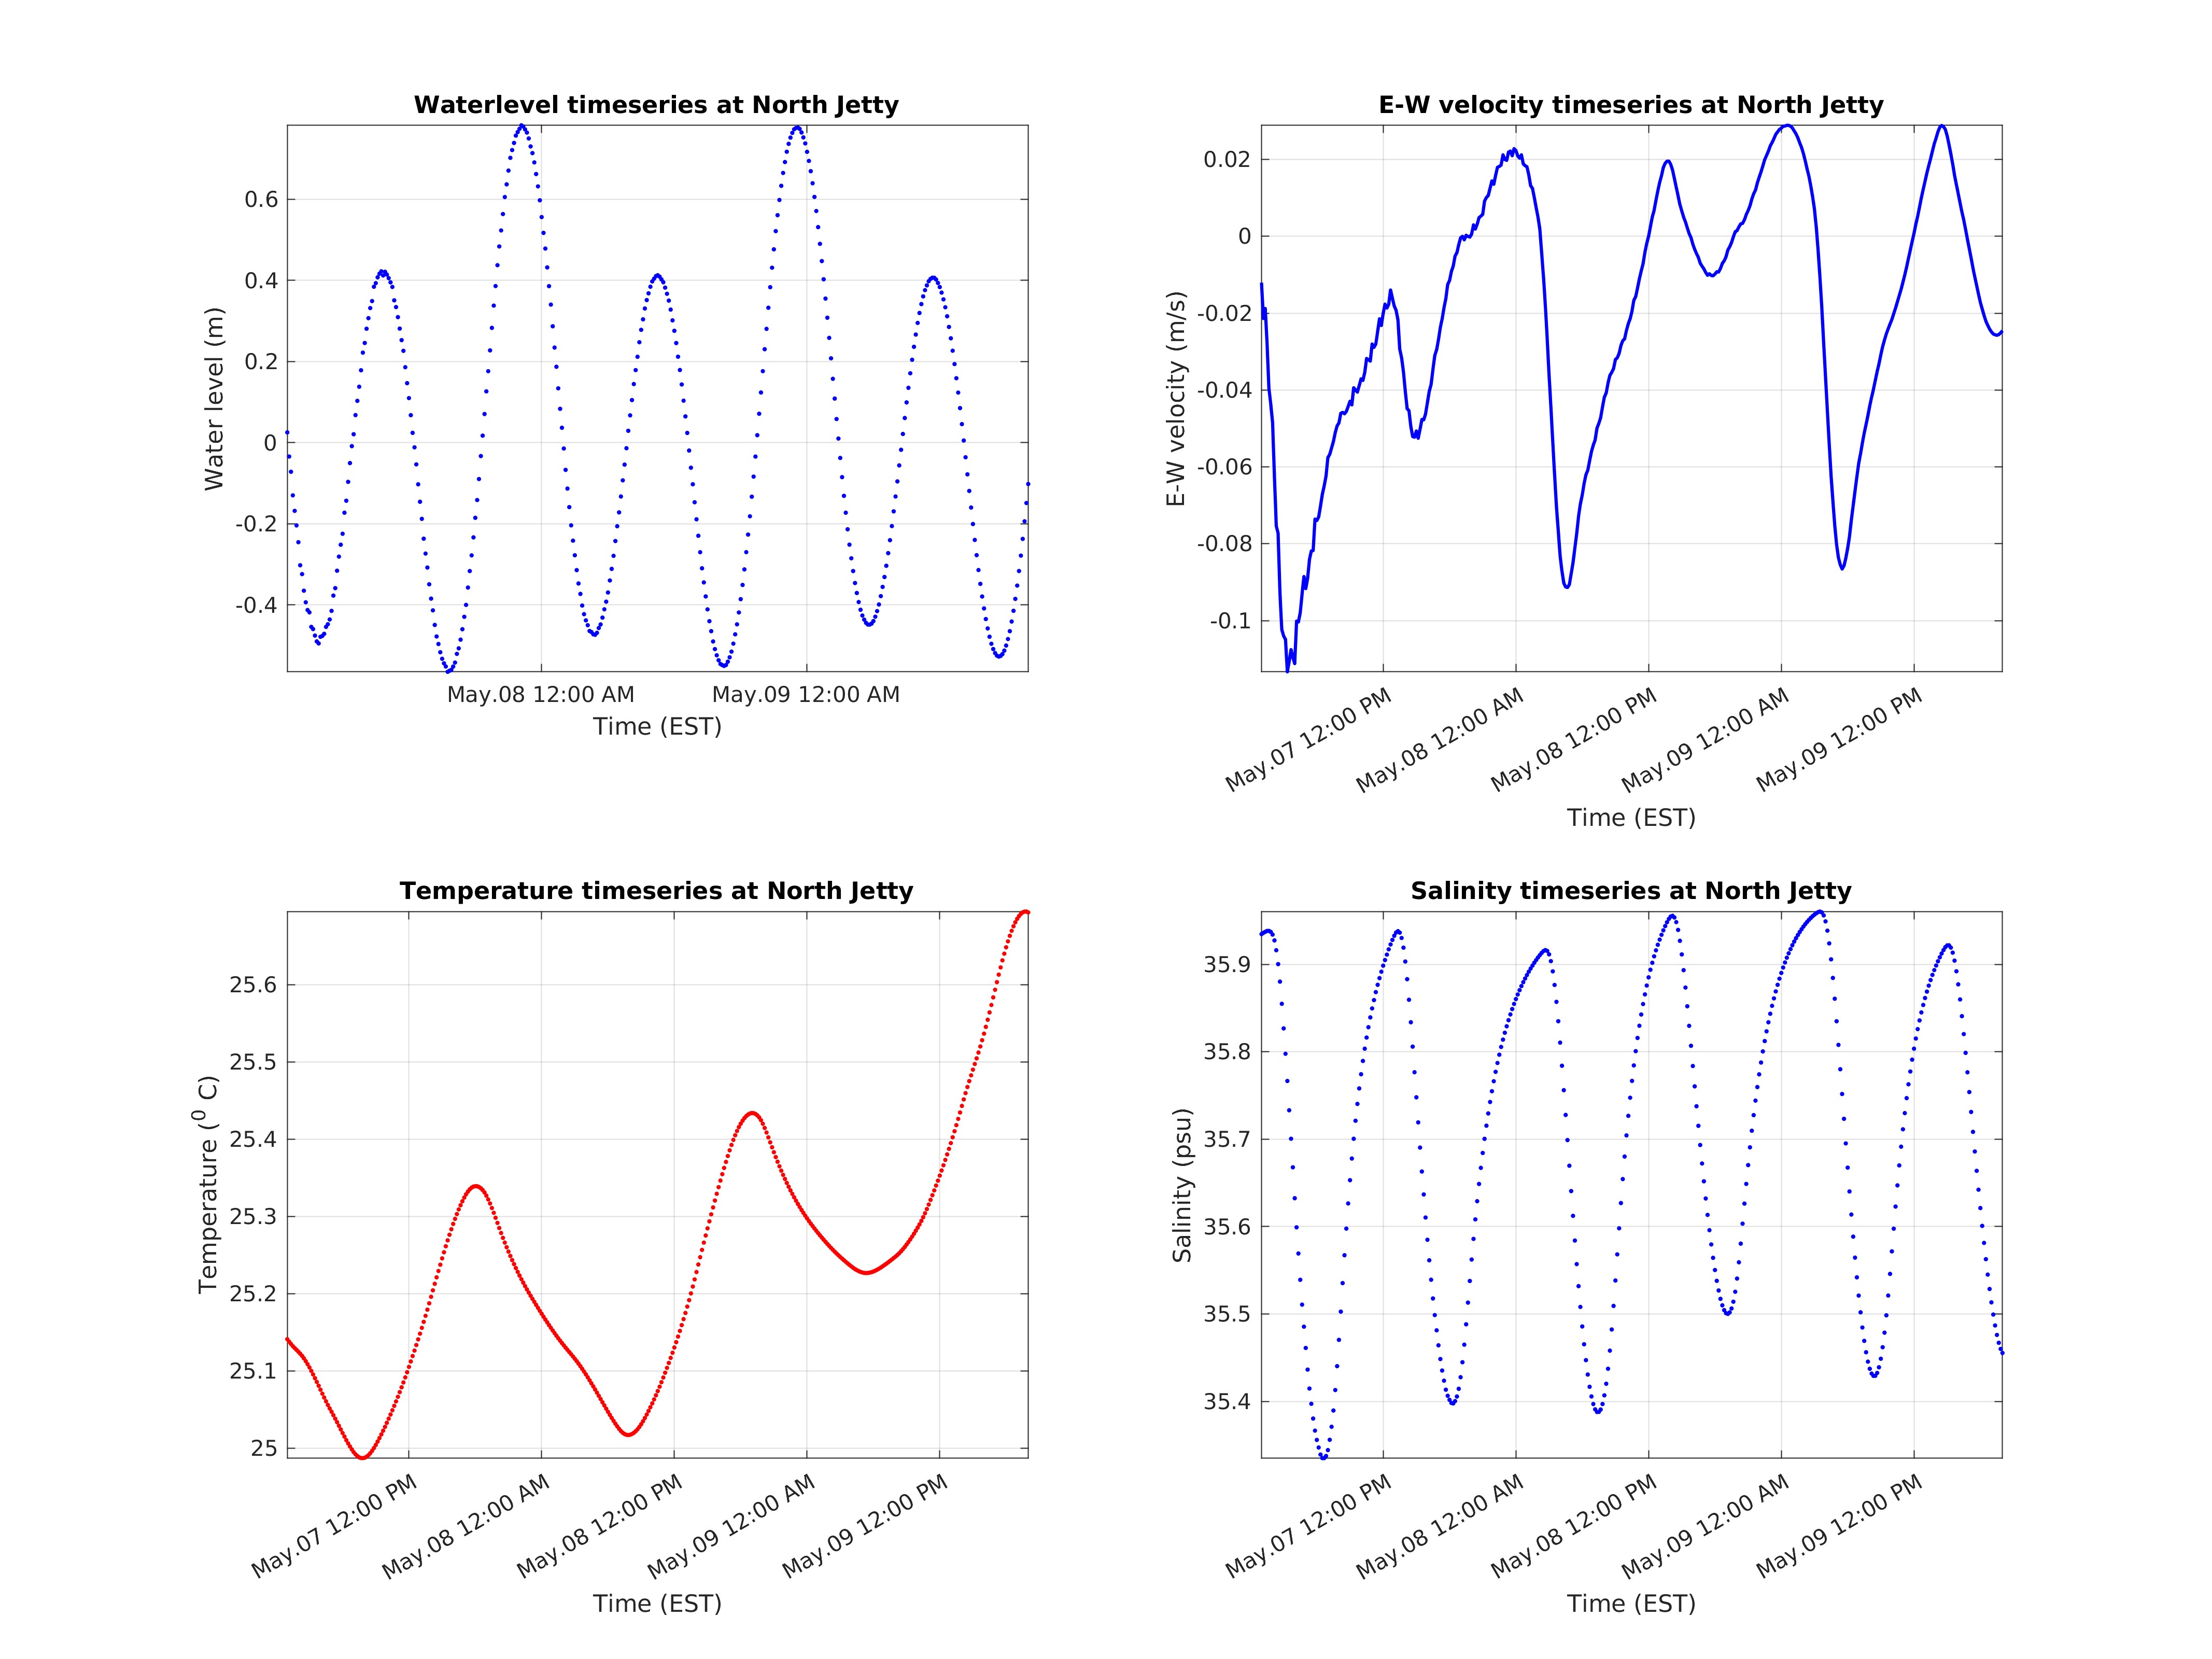 Waterlevel timeseries at North Jetty
Water level (m)
0.6
0.4
0.2
0
-0.2
-0.4
May.08 12:00 AM
May.09 12:00 AM
Time (EST)
E-W velocity timeseries at North Jetty
E-W velocity (m/s)
0.02
0
-0.02
-0.04
-0.06
-0.08
-0.1
May.07 12:00 PM
May.08 12:00 AM
May.08 12:00 PM
May.09 12:00 AM
May.09 12:00 PM
Time (EST)
Temperature timeseries at North Jetty
Temperature (⁰ C)
25.6
25.5
25.4
25.3
25.2
25.1
25
May.07 12:00 PM
May.08 12:00 AM
May.08 12:00 PM
May.09 12:00 AM
May.09 12:00 PM
Time (EST)
Salinity timeseries at North Jetty
Salinity (psu)
35.9
35.8
35.7
35.6
35.5
35.4
May.07 12:00 PM
May.08 12:00 AM
May.08 12:00 PM
May.09 12:00 AM
May.09 12:00 PM
Time (EST)